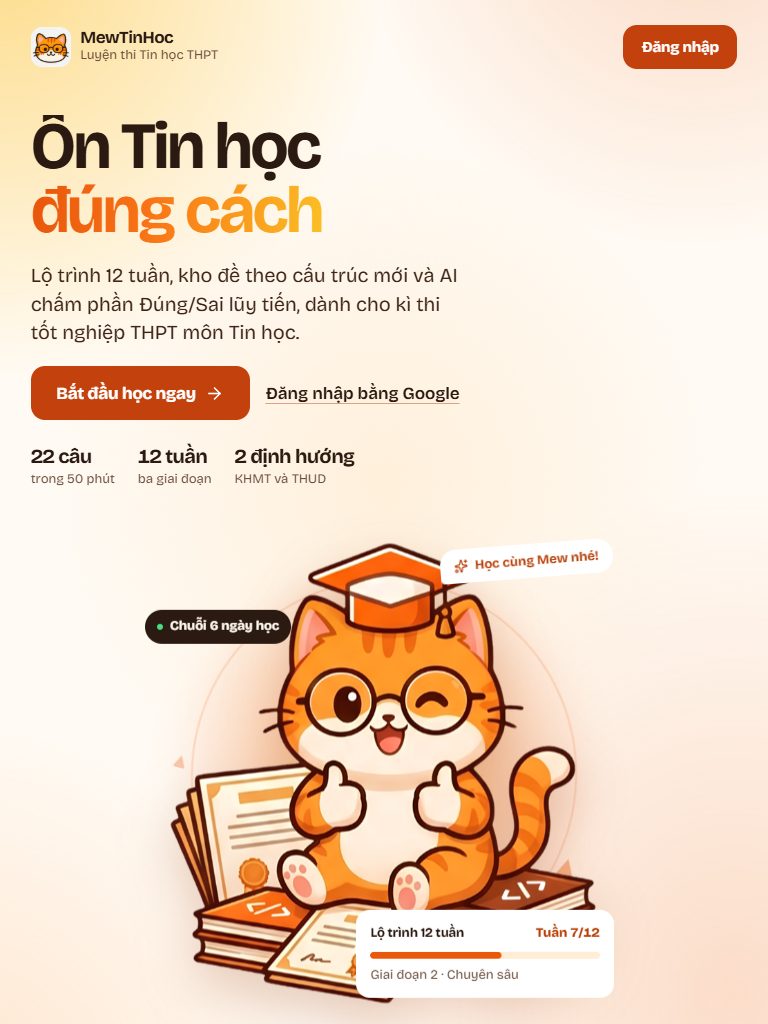 MewTinHoc
Luyện thi Tin học THPT
Đăng nhập
Ôn Tin học
đúng cách
Lộ trình 12 tuần, kho đề theo cấu trúc mới và AI
chấm phần Đúng/Sai lũy tiến, dành cho kì thi
tốt nghiệp THPT môn Tin học.
Bắt đầu học ngay →
Đăng nhập bằng Google
22 câu
trong 50 phút
12 tuần
ba giai đoạn
2 định hướng
KHMT và THUD
Học cùng Mew nhé!
Chuỗi 6 ngày học
</>
</>
Lộ trình 12 tuần
Tuần 7/12
Giai đoạn 2 · Chuyên sâu